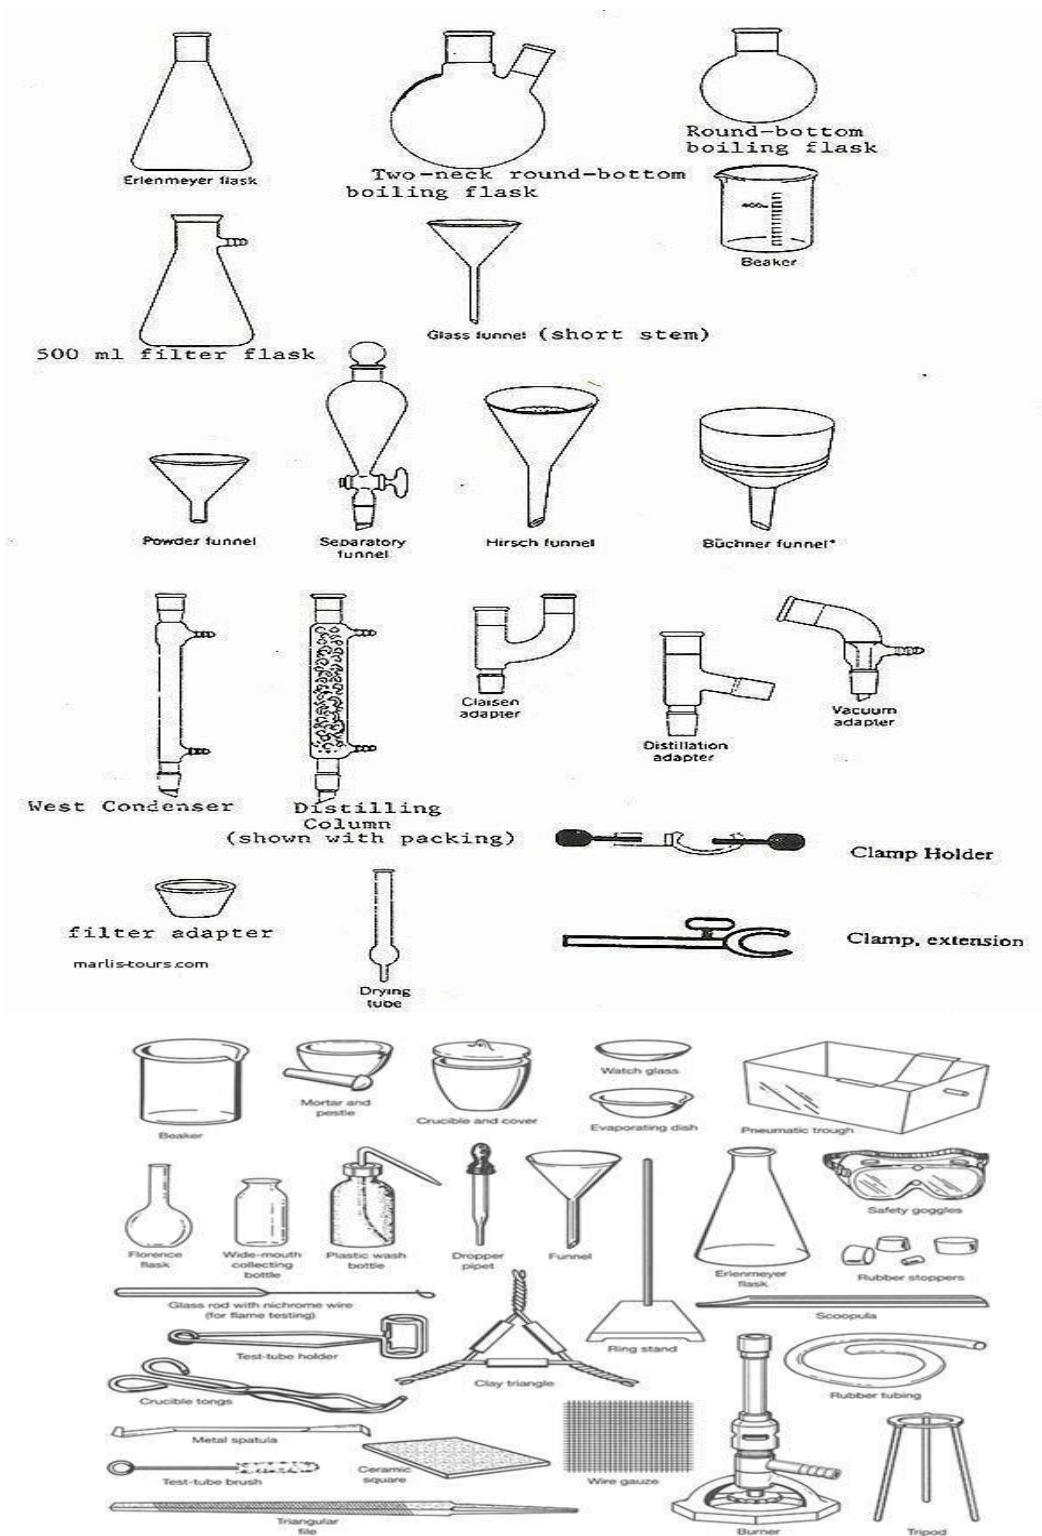 Erlenmeyer flask
Two-neck round-bottom
boiling flask
Round-bottom
boiling flask
Beaker
500 ml filter flask
Glass funnel (short stem)
Powder funnel
Separatory
funnel
Hirsch funnel
Büchner funnel*
West Condenser
Distilling
Column
(shown with packing)
Claisen
adapter
Distillation
adapter
Vacuum
adapter
Clamp Holder
filter adapter
marlis-tours.com
Drying
tube
Clamp, extension
Beaker
Mortar and
pestle
Crucible and cover
Watch glass
Evaporating dish
Pneumatic trough
Florence
flask
Wide-mouth
collecting
bottle
Plastic wash
bottle
Dropper
pipet
Funnel
Ring stand
Erlenmeyer
flask
Safety goggles
Rubber stoppers
Glass rod with nichrome wire
(for flame testing)
Scoopula
Test-tube holder
Clay triangle
Rubber tubing
Crucible tongs
Metal spatula
Ceramic
square
Wire gauze
Test-tube brush
Triangular
file
Burner
Tripod